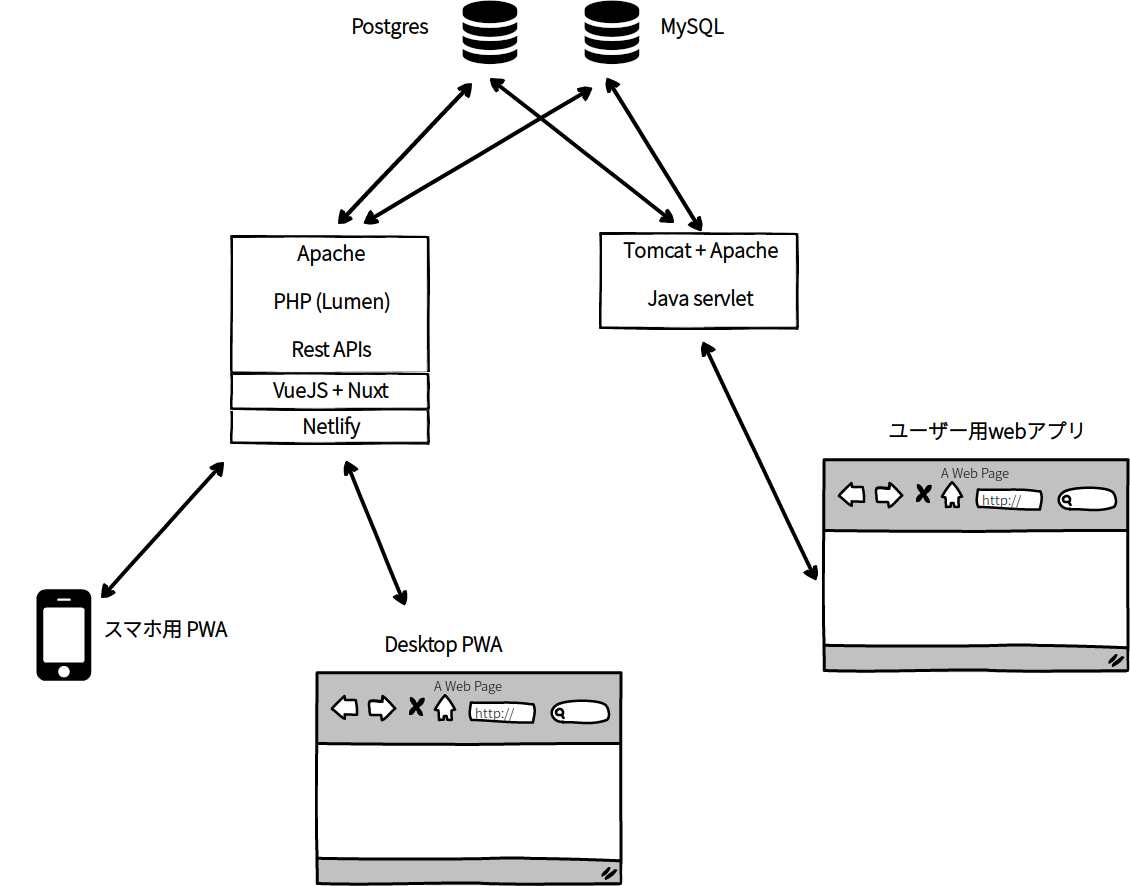 Postgres
MySQL
Apache
PHP (Lumen)
Rest APIs
VueJS + Nuxt
Netlify
Tomcat + Apache
Java servlet
ユーザー用webアプリ
A Web Page
http://
スマホ用 PWA
Desktop PWA
A Web Page
http://